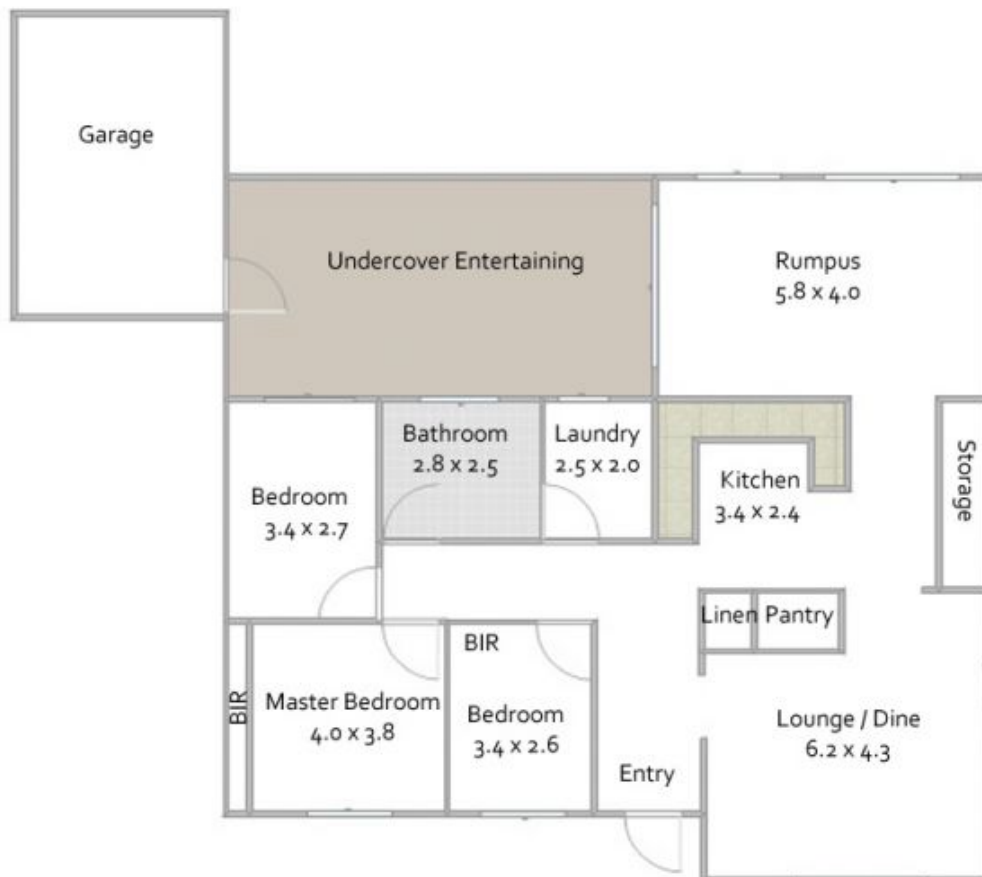 Garage
Undercover Entertaining
Rumpus
5.8 x 4.0
Bathroom
2.8 x 2.5
Laundry
2.5 x 2.0
Bedroom
3.4 x 2.7
Kitchen
3.4 x 2.4
Storage
Linen
Pantry
BIR
BIR
Master Bedroom
4.0 x 3.8
Bedroom
3.4 x 2.6
Lounge / Dine
6.2 x 4.3
Entry